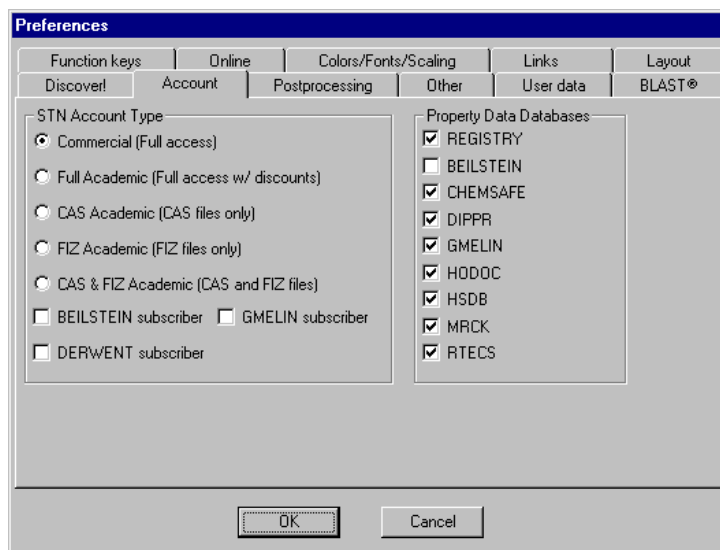 Preferences
Function keys Online Colors/Fonts/Scaling Links Layout
Discover! Account Postprocessing Other User data BLAST®
STN Account Type
Commercial (Full access)
Full Academic (Full access w/ discounts)
CAS Academic (CAS files only)
FIZ Academic (FIZ files only)
CAS & FIZ Academic (CAS and FIZ files)
BEILSTEIN subscriber GMELIN subscriber
DERWENT subscriber
Property Data Databases
REGISTRY
BEILSTEIN
CHEMSAFE
DIPPR
GMELIN
HODOC
HSDB
MRCK
RTECS
OK Cancel